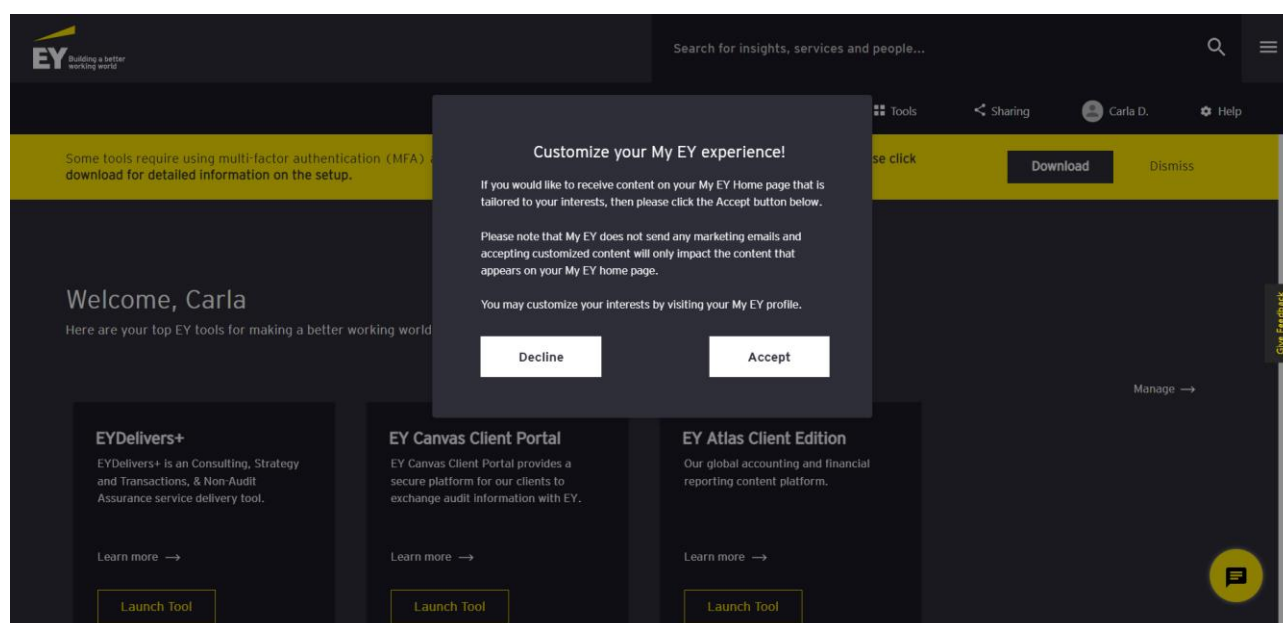 EY Building a better
working world
Search for insights, services and people...
Tools Sharing Carla D. Help
Some tools require using multi-factor authentication (MFA) se click
download for detailed information on the setup.
Download Dismiss
Customize your My EY experience!
If you would like to receive content on your My EY Home page that is
tailored to your interests, then please click the Accept button below.
Please note that My EY does not send any marketing emails and
accepting customized content will only impact the content that
appears on your My EY home page.
You may customize your interests by visiting your My EY profile.
Decline Accept
Give Feedback
Welcome, Carla
Here are your top EY tools for making a better working world
Manage →
EYDelivers+
EYDelivers+ is an Consulting, Strategy
and Transactions, & Non-Audit
Assurance service delivery tool.
Learn more →
Launch Tool
EY Canvas Client Portal
EY Canvas Client Portal provides a
secure platform for our clients to
exchange audit information with EY.
Learn more →
Launch Tool
EY Atlas Client Edition
Our global accounting and financial
reporting content platform.
Learn more →
Launch Tool